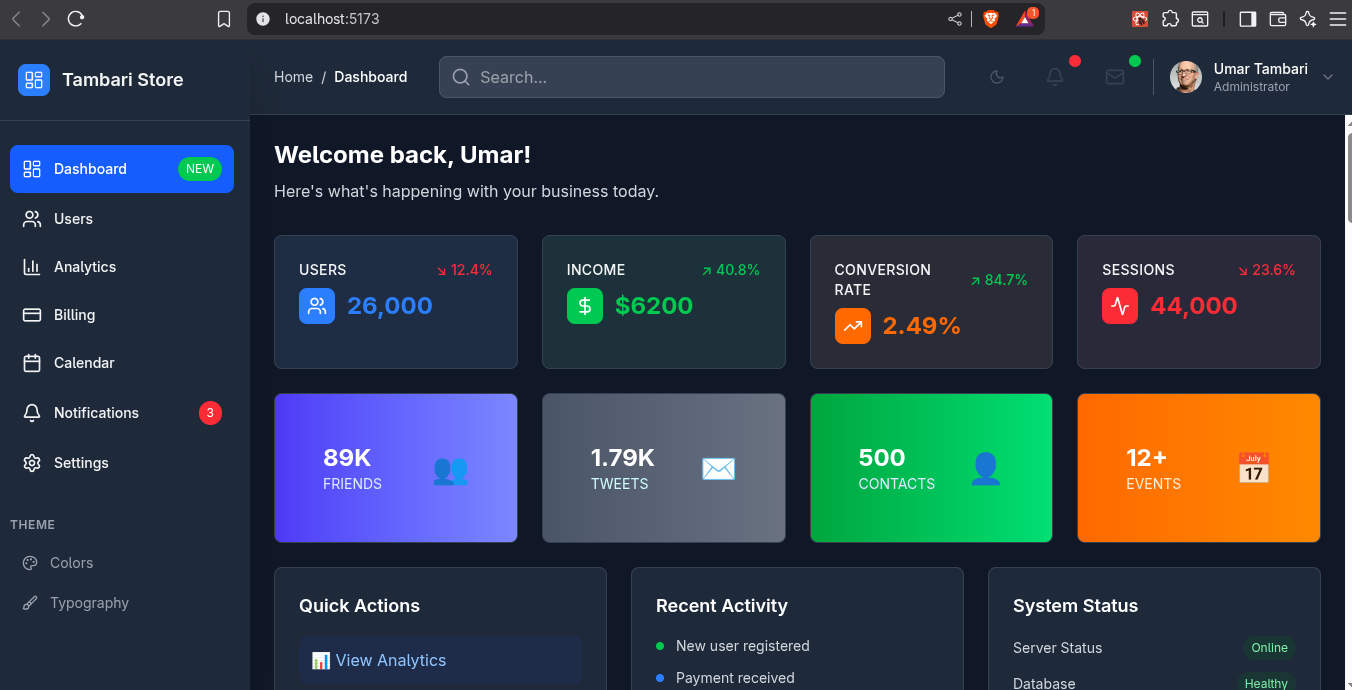 localhost:5173
1
Tambari Store
Home / Dashboard
Search...
Umar Tambari
Administrator
Dashboard NEW
Users
Analytics
Billing
Calendar
Notifications 3
Settings
THEME
Colors
Typography
Welcome back, Umar!
Here's what's happening with your business today.
USERS ↘ 12.4%
26,000
INCOME ↗ 40.8%
$6200
CONVERSION
RATE
↗ 84.7%
2.49%
SESSIONS ↘ 23.6%
44,000
89K
FRIENDS
1.79K
TWEETS
500
CONTACTS
12+
EVENTS
July
17
Quick Actions
View Analytics
Recent Activity
New user registered
Payment received
System Status
Server Status Online
Database Healthy